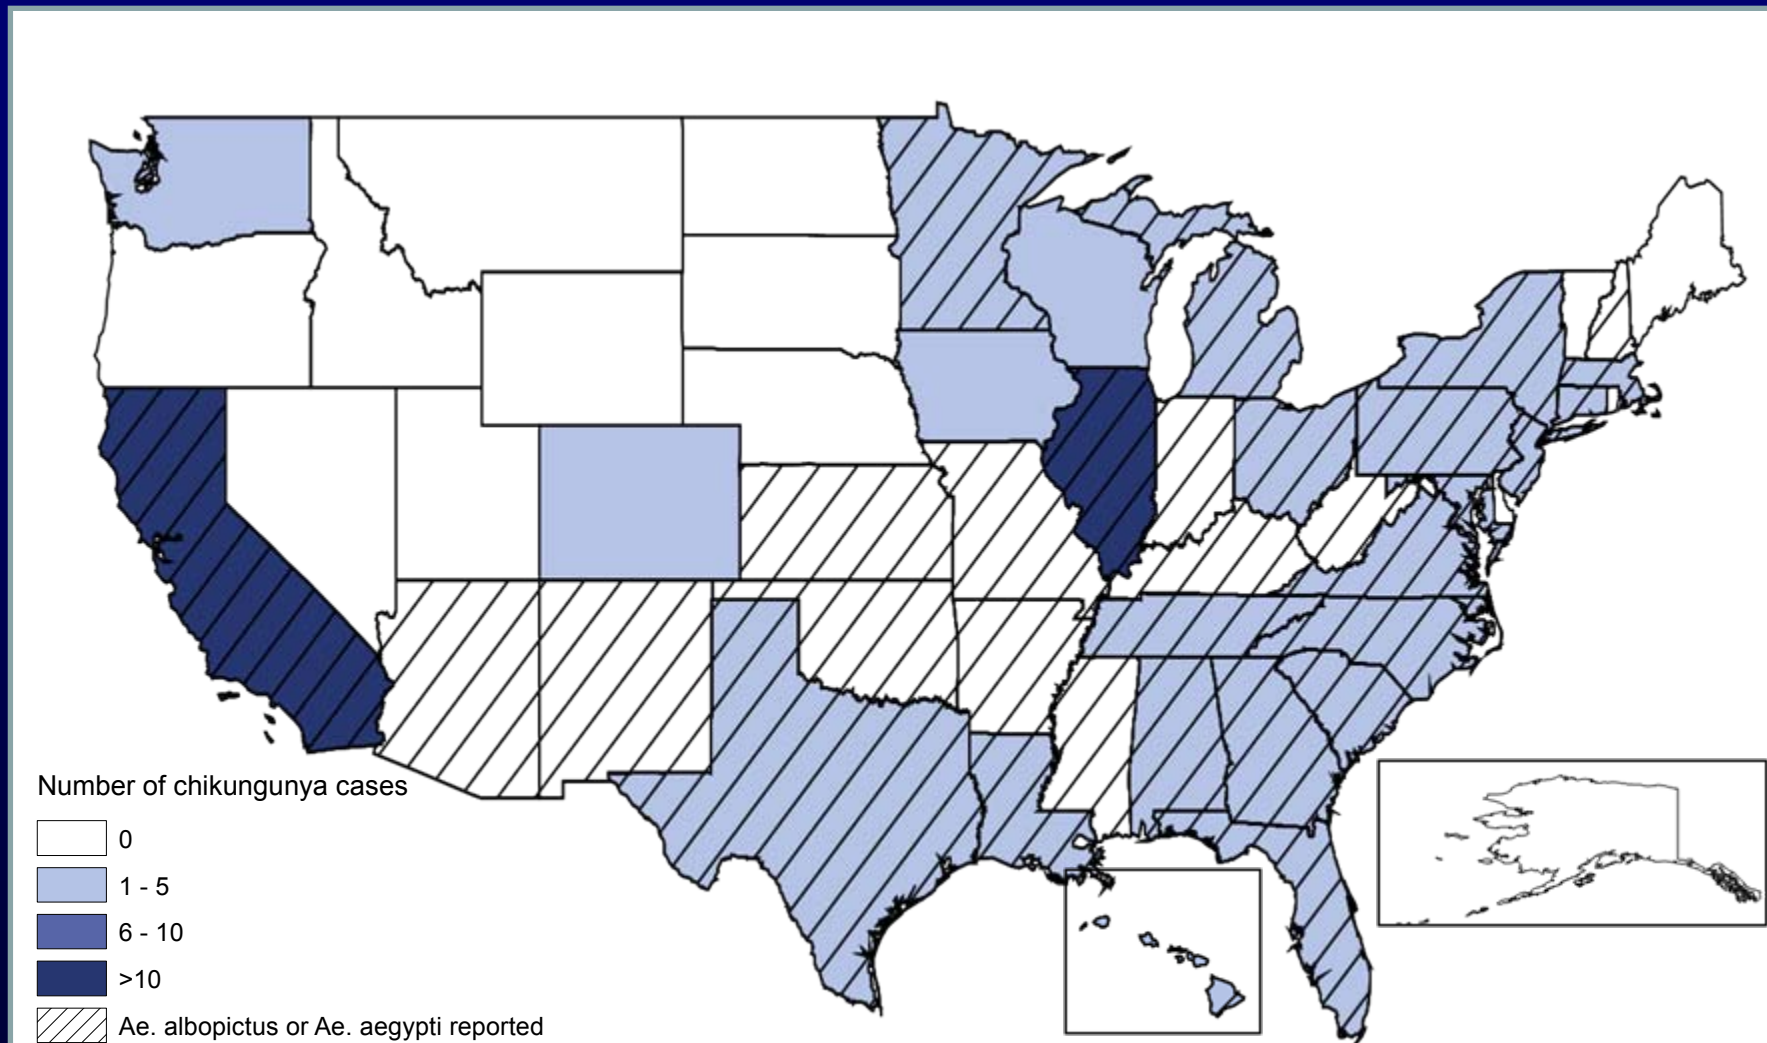 Number of chikungunya cases
0
1 - 5
6 - 10
>10
Ae. albopictus or Ae. aegypti reported